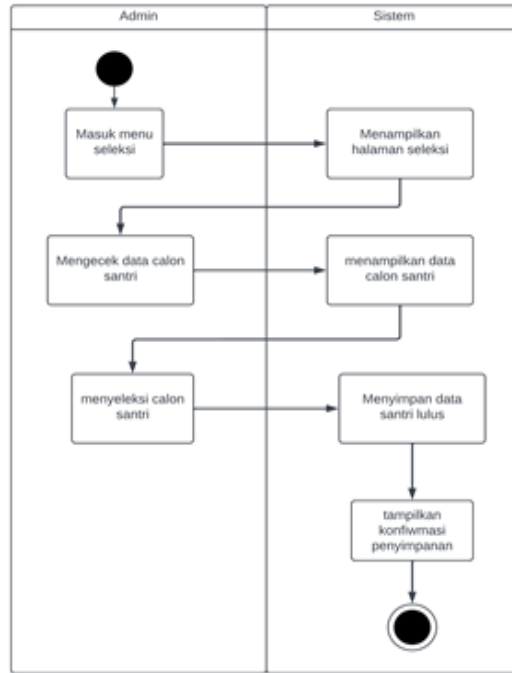 Admin
Sistem
Masuk menu
seleksi
Menampilkan
halaman seleksi
Mengecek data calon
santri
menampilkan data
calon santri
menyeleksi calon
santri
Menyimpan data
santri lulus
tampilkan
konfiwmasi
penyimpanan